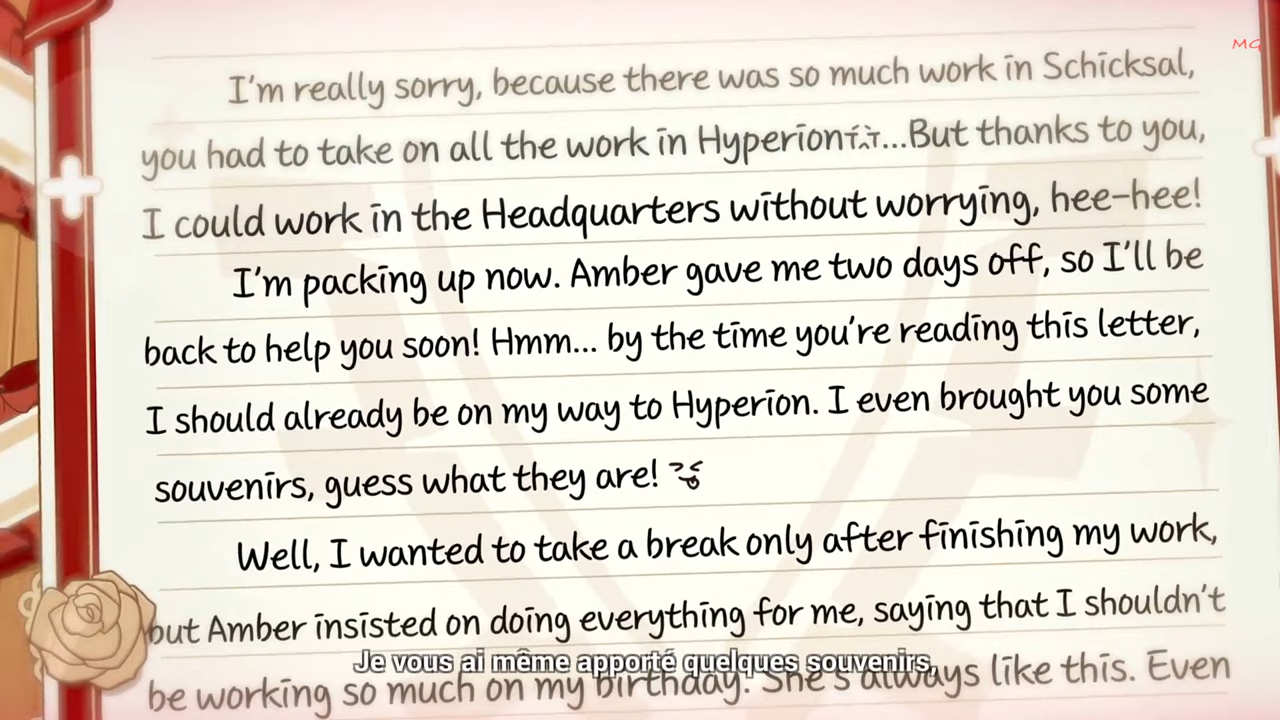 MG
I'm really sorry, because there was so much work in Schicksal,
you had to take on all the work in HyperionT^T...But thanks to you,
I could work in the Headquarters without worrying, hee-hee!
I'm packing up now. Amber gave me two days off, so I'll be
back to help you soon! Hmm... by the time you're reading this letter,
I should already be on my way to Hyperion. I even brought you some
souvenirs, guess what they are!
Well, I wanted to take a break only after finishing my work,
but Amber insisted on doing everything for me, saying that I shouldn't
be working so much on my birthday. She's always like this. Even
Je vous ai même apporté quelques souvenirs,